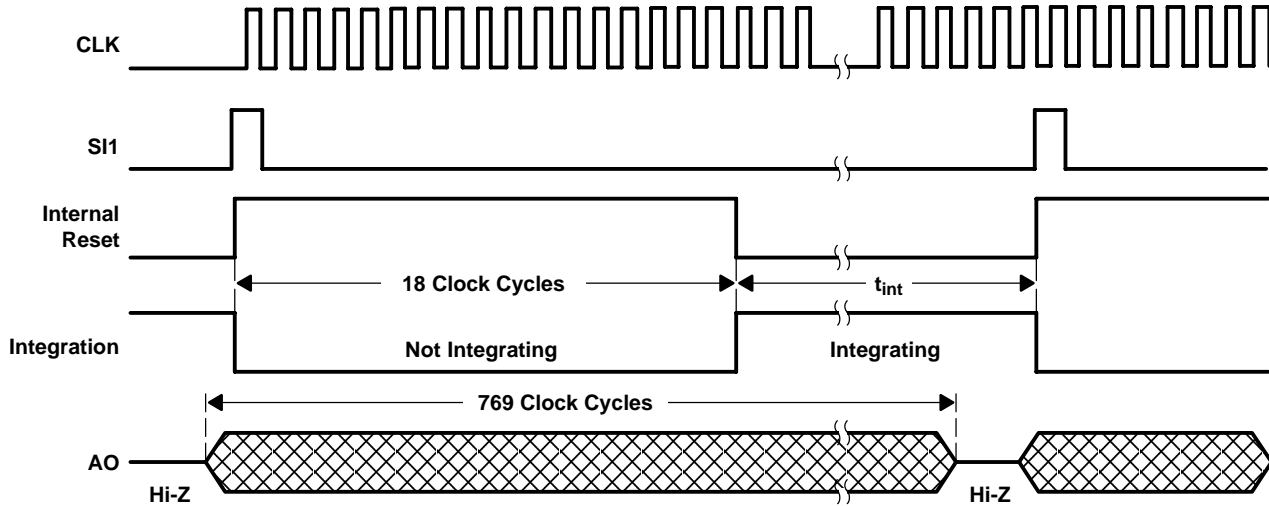 CLK
SI1
Internal
Reset
18 Clock Cycles
tint
Integration
Not Integrating
Integrating
769 Clock Cycles
AO
Hi-Z
Hi-Z